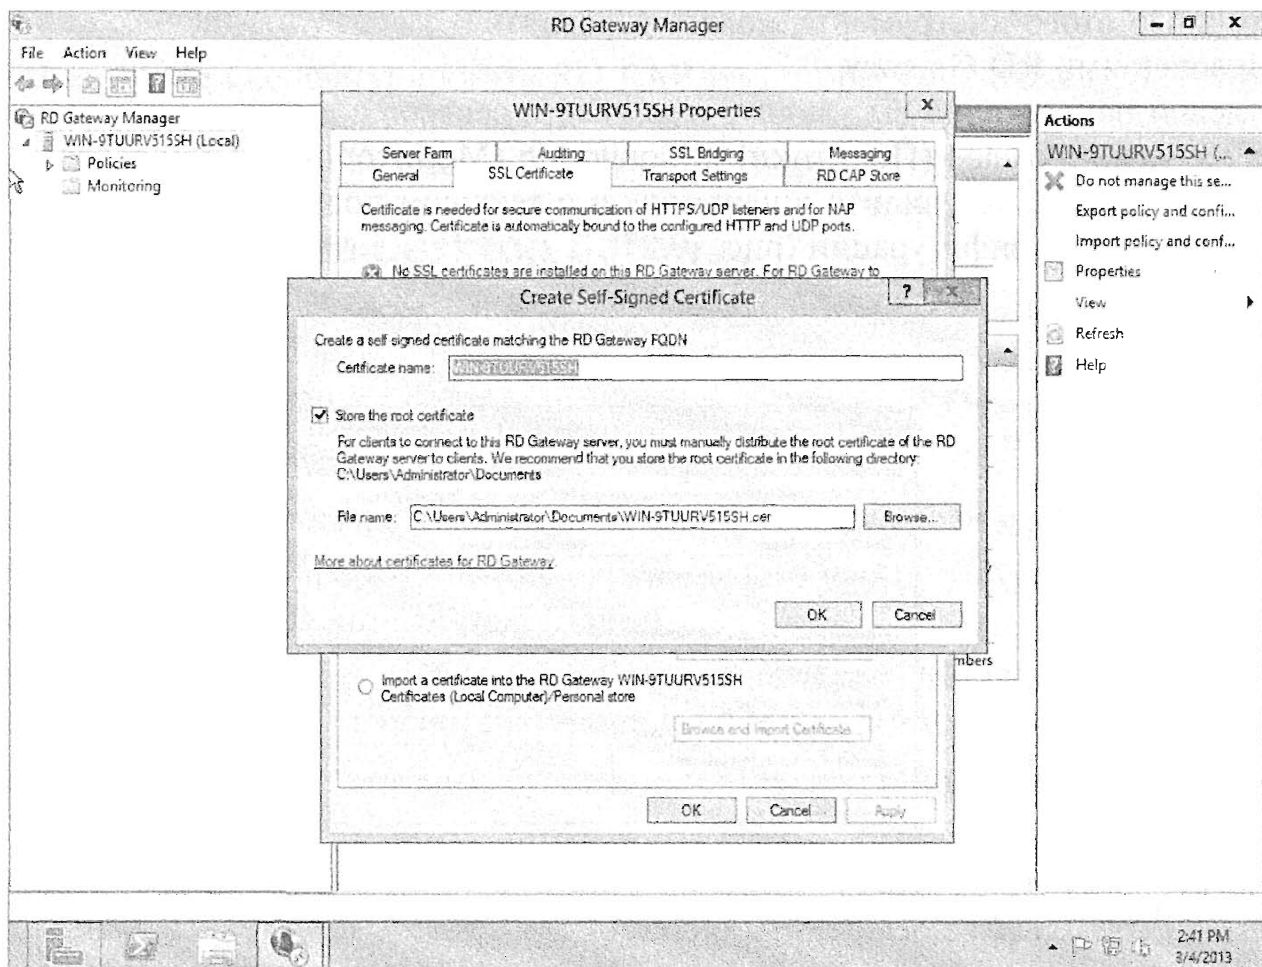 RD Gateway Manager
File Action View Help
RD Gateway Manager
WIN-9TUURV515SH (Local)
Policies
Monitoring
WIN-9TUURV515SH Properties
Server Farm Auditing SSL Bridging Messaging
General SSL Certificate Transport Settings RD CAP Store
Certificate is needed for secure communication of HTTPS/UDP listeners and for NAP
messaging. Certificate is automatically bound to the configured HTTP and UDP ports.
No SSL certificates are installed on this RD Gateway server. For RD Gateway to
Create Self-Signed Certificate
Create a self signed certificate matching the RD Gateway FQDN
Certificate name: WIN-9TUURV515SH
Store the root certificate
For clients to connect to this RD Gateway server, you must manually distribute the root certificate of the RD
Gateway server to clients. We recommend that you store the root certificate in the following directory:
C:\Users\Administrator\Documents
File name: C:\Users\Administrator\Documents\WIN-9TUURV515SH.cer Browse...
More about certificates for RD Gateway
OK Cancel
Import a certificate into the RD Gateway WIN-9TUURV515SH
Certificates (Local Computer)/Personal store
Browse and Import Certificate...
OK Cancel Apply
mbers
Actions
WIN-9TUURV515SH (...
Do not manage this se...
Export policy and confi...
Import policy and conf...
Properties
View
Refresh
Help
2:41 PM
3/4/2013